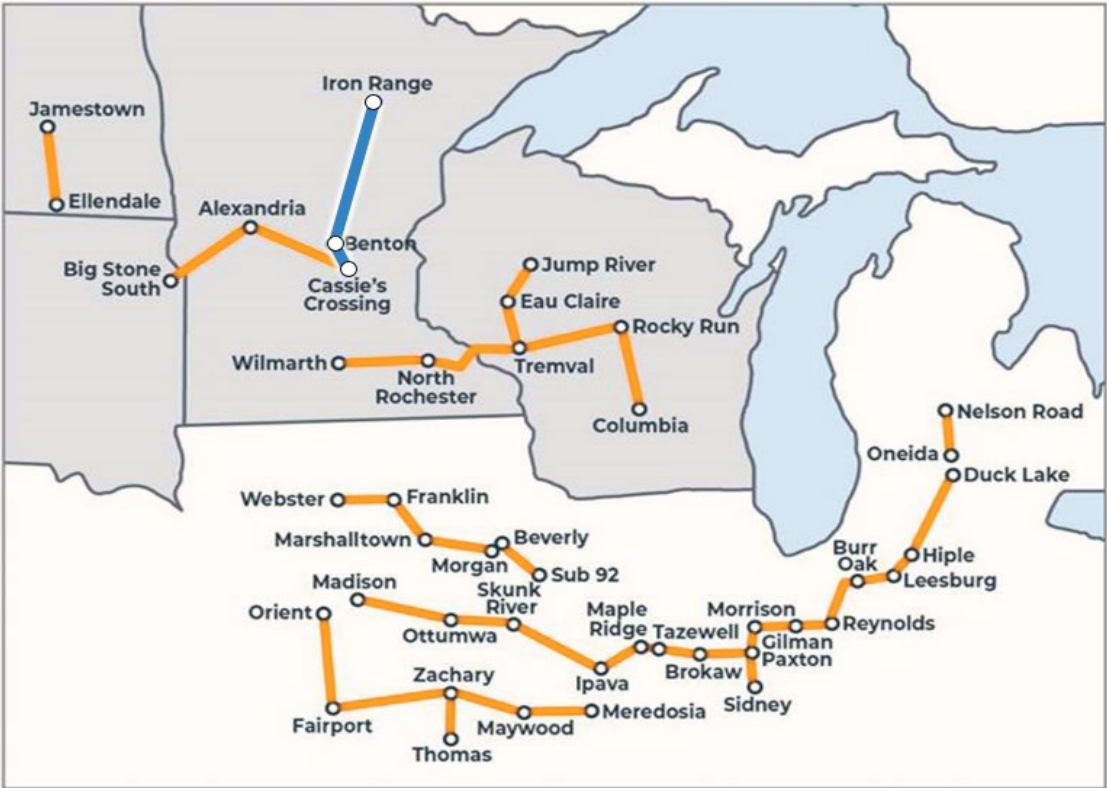 Iron Range
Jamestown
Ellendale
Alexandria
Benton
Big Stone
South
Cassie's
Crossing
Jump River
Eau Claire
Rocky Run
Wilmarth
Tremval
North
Rochester
Columbia
Nelson Road
Oneida
Duck Lake
Webster
Franklin
Marshalltown
Beverly
Morgan
Sub 92
Burr
Oak
Hiple
Leesburg
Madison
Skunk
River
Orient
Ottumwa
Maple
Ridge
Tazewell
Morrison
Gilman
Reynolds
Paxton
Brokaw
Ipava
Sidney
Zachary
Fairport
Maywood
Meredosia
Thomas